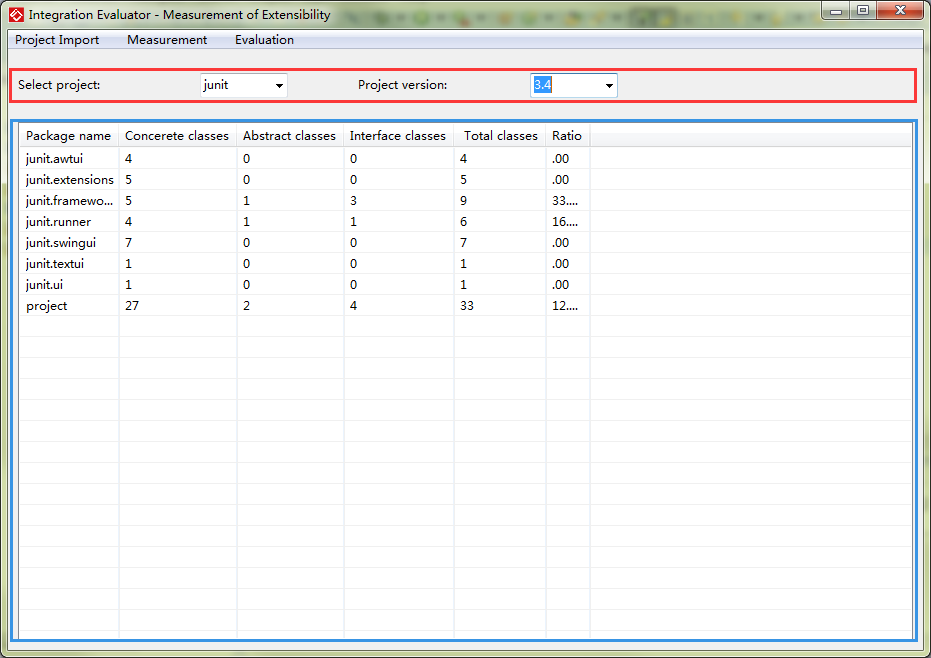 Integration Evaluator - Measurement of Extensibility
Project Import Measurement Evaluation
Select project: junit Project version: 3.4
Package name Concerete classes Abstract classes Interface classes Total classes Ratio
junit.awtui 4 0 0 4 .00
junit.extensions 5 0 0 5 .00
junit.framewo... 5 1 3 9 33....
junit.runner 4 1 1 6 16....
junit.swingui 7 0 0 7 .00
junit.textui 1 0 0 1 .00
junit.ui 1 0 0 1 .00
project 27 2 4 33 12....